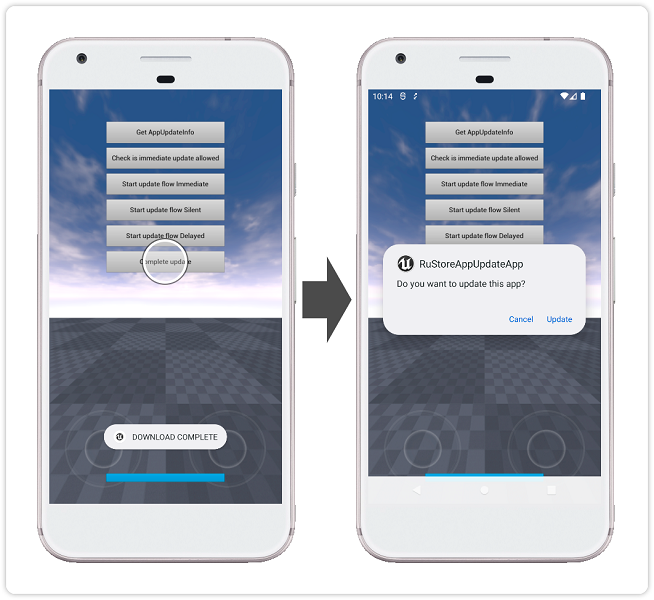 Get AppUpdateInfo
Check is immediate update allowed
Start update flow Immediate
Start update flow Silent
Start update flow Delayed
Complete update
DOWNLOAD COMPLETE
10:14
Get AppUpdateInfo
Check is immediate update allowed
Start update flow Immediate
Start update flow Silent
Start update flow Delayed
RuStoreAppUpdateApp
Do you want to update this app?
Cancel Update